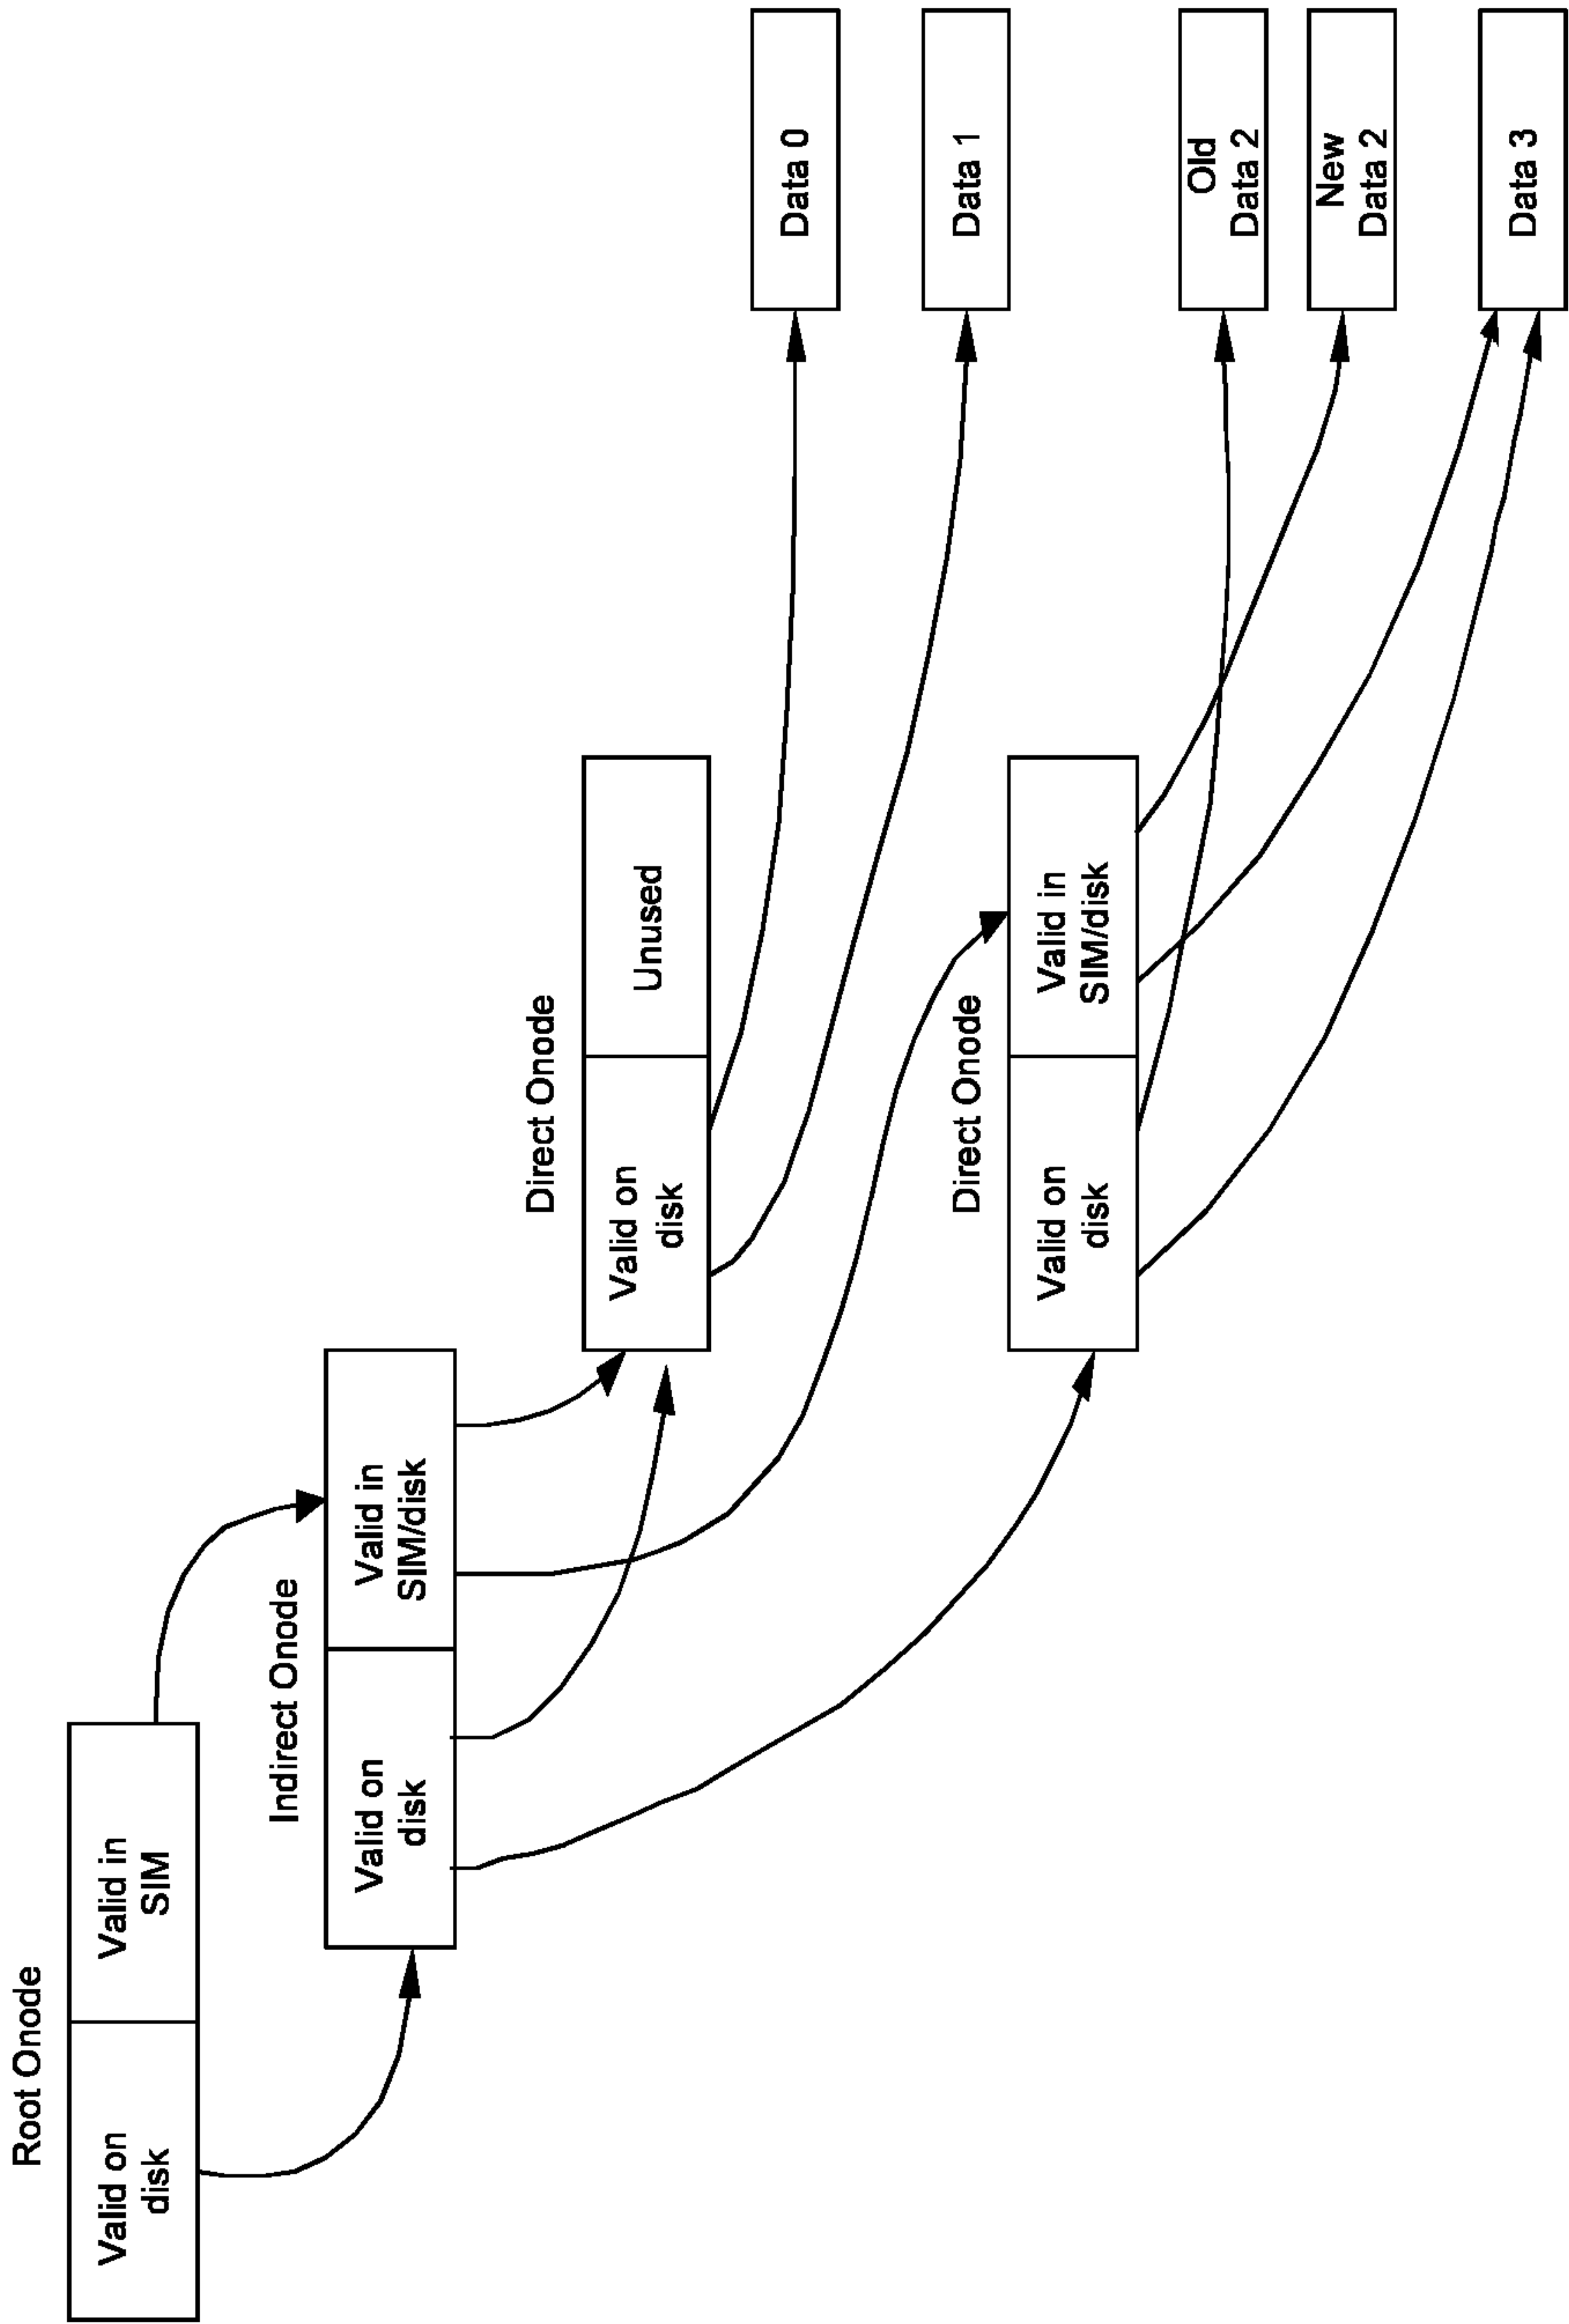 Root Onode
Valid on
disk
Valid in
SIM
Indirect Onode
Valid on
disk
Valid in
SIM/disk
Direct Onode
Valid on
disk
Unused
Direct Onode
Valid on
disk
Valid in
SIM/disk
Data 0
Data 1
Old
Data 2
New
Data 2
Data 3